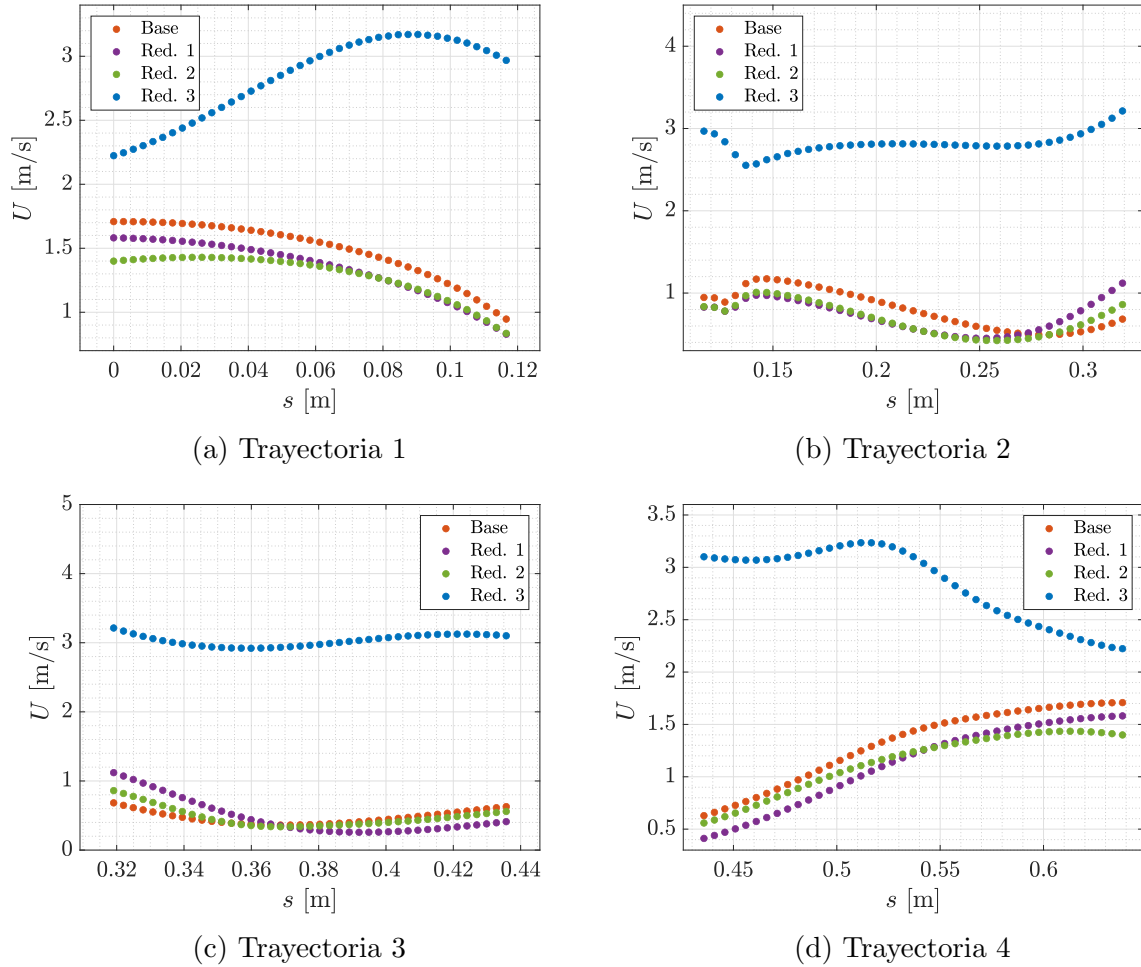 Base
Red. 1
Red. 2
Red. 3
3
2.5
2
1.5
1
0
0.02
0.04
0.06
0.08
0.1
0.12
U [m/s]
s [m]
(a) Trayectoria 1
Base
Red. 1
Red. 2
Red. 3
4
3
2
1
0.15
0.2
0.25
0.3
U [m/s]
s [m]
(b) Trayectoria 2
Base
Red. 1
Red. 2
Red. 3
5
4
3
2
1
0
0.32
0.34
0.36
0.38
0.4
0.42
0.44
U [m/s]
s [m]
(c) Trayectoria 3
Base
Red. 1
Red. 2
Red. 3
3.5
3
2.5
2
1.5
1
0.5
0.45
0.5
0.55
0.6
U [m/s]
s [m]
(d) Trayectoria 4